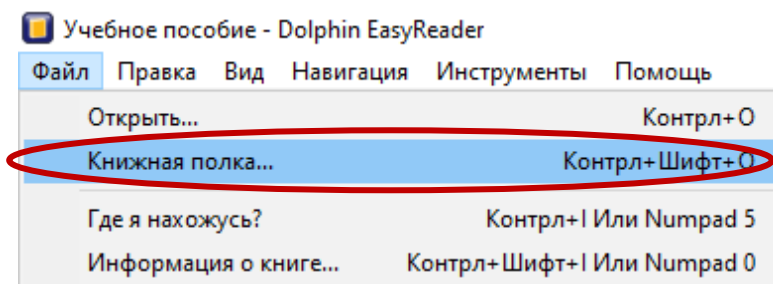 Учебное пособие - Dolphin EasyReader
Файл Правка Вид Навигация Инструменты Помощь
Открыть... Контрл+O
Книжная полка... Контрл+Шифт+O
Где я нахожусь? Контрл+I Или Numpad 5
Информация о книге... Контрл+Шифт+I Или Numpad 0